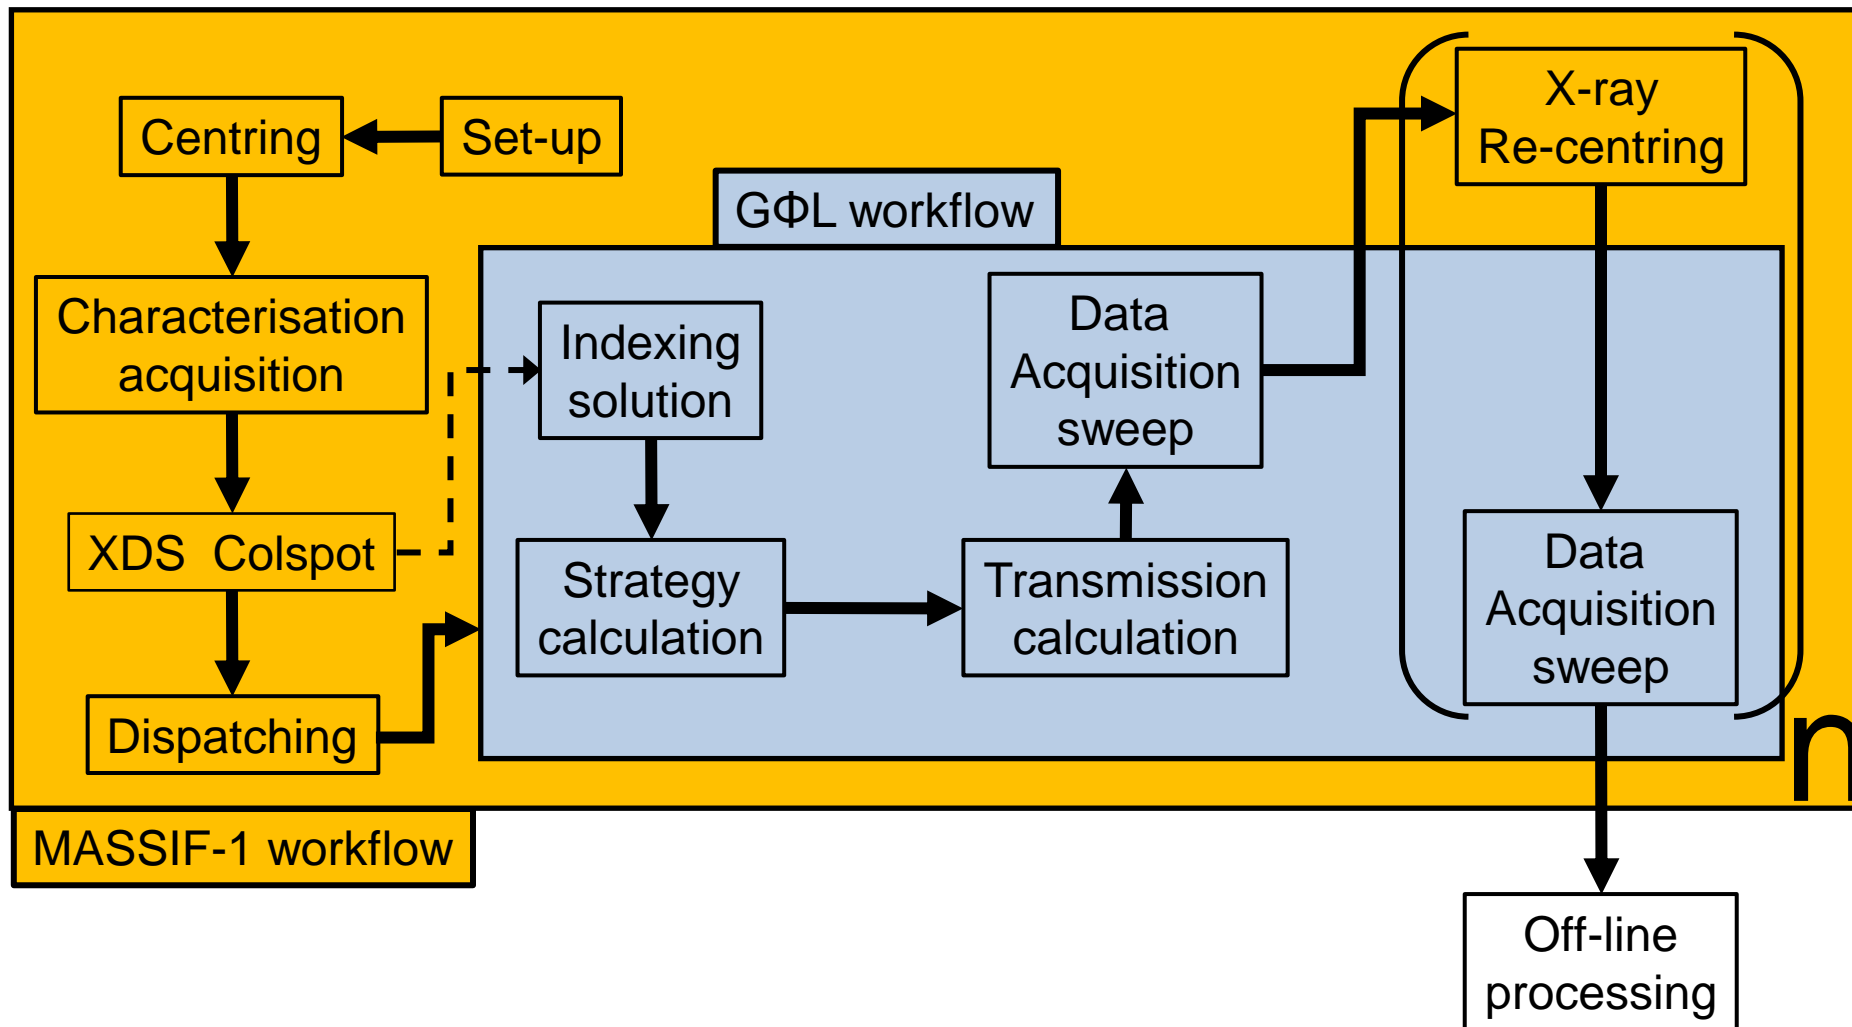 Set-up
Centring
Characterisation
acquisition
XDS  Colspot
Dispatching
GΦL workflow
Indexing
solution
Strategy
calculation
Transmission
calculation
Data
Acquisition
sweep
X-ray
Re-centring
Data
Acquisition
sweep
n
MASSIF-1 workflow
Off-line
processing